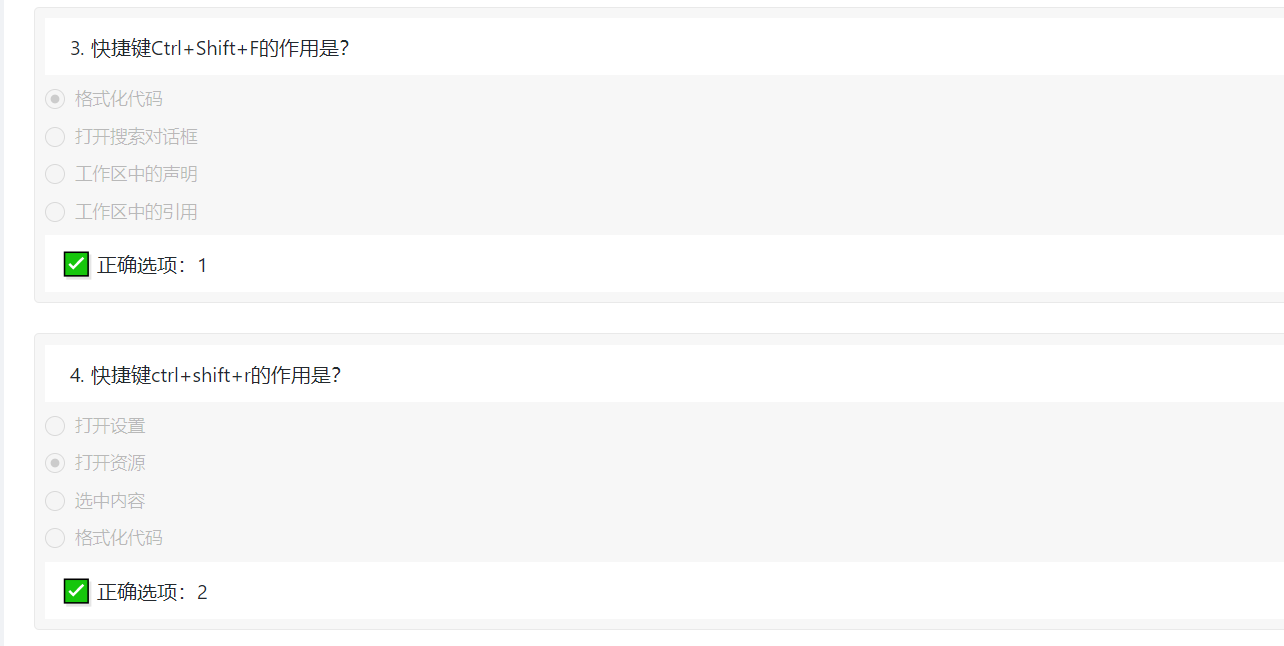 3. 快捷键Ctrl+Shift+F的作用是?
格式化代码
打开搜索对话框
工作区中的声明
工作区中的引用
正确选项：1
4. 快捷键ctrl+shift+r的作用是?
打开设置
打开资源
选中内容
格式化代码
正确选项：2